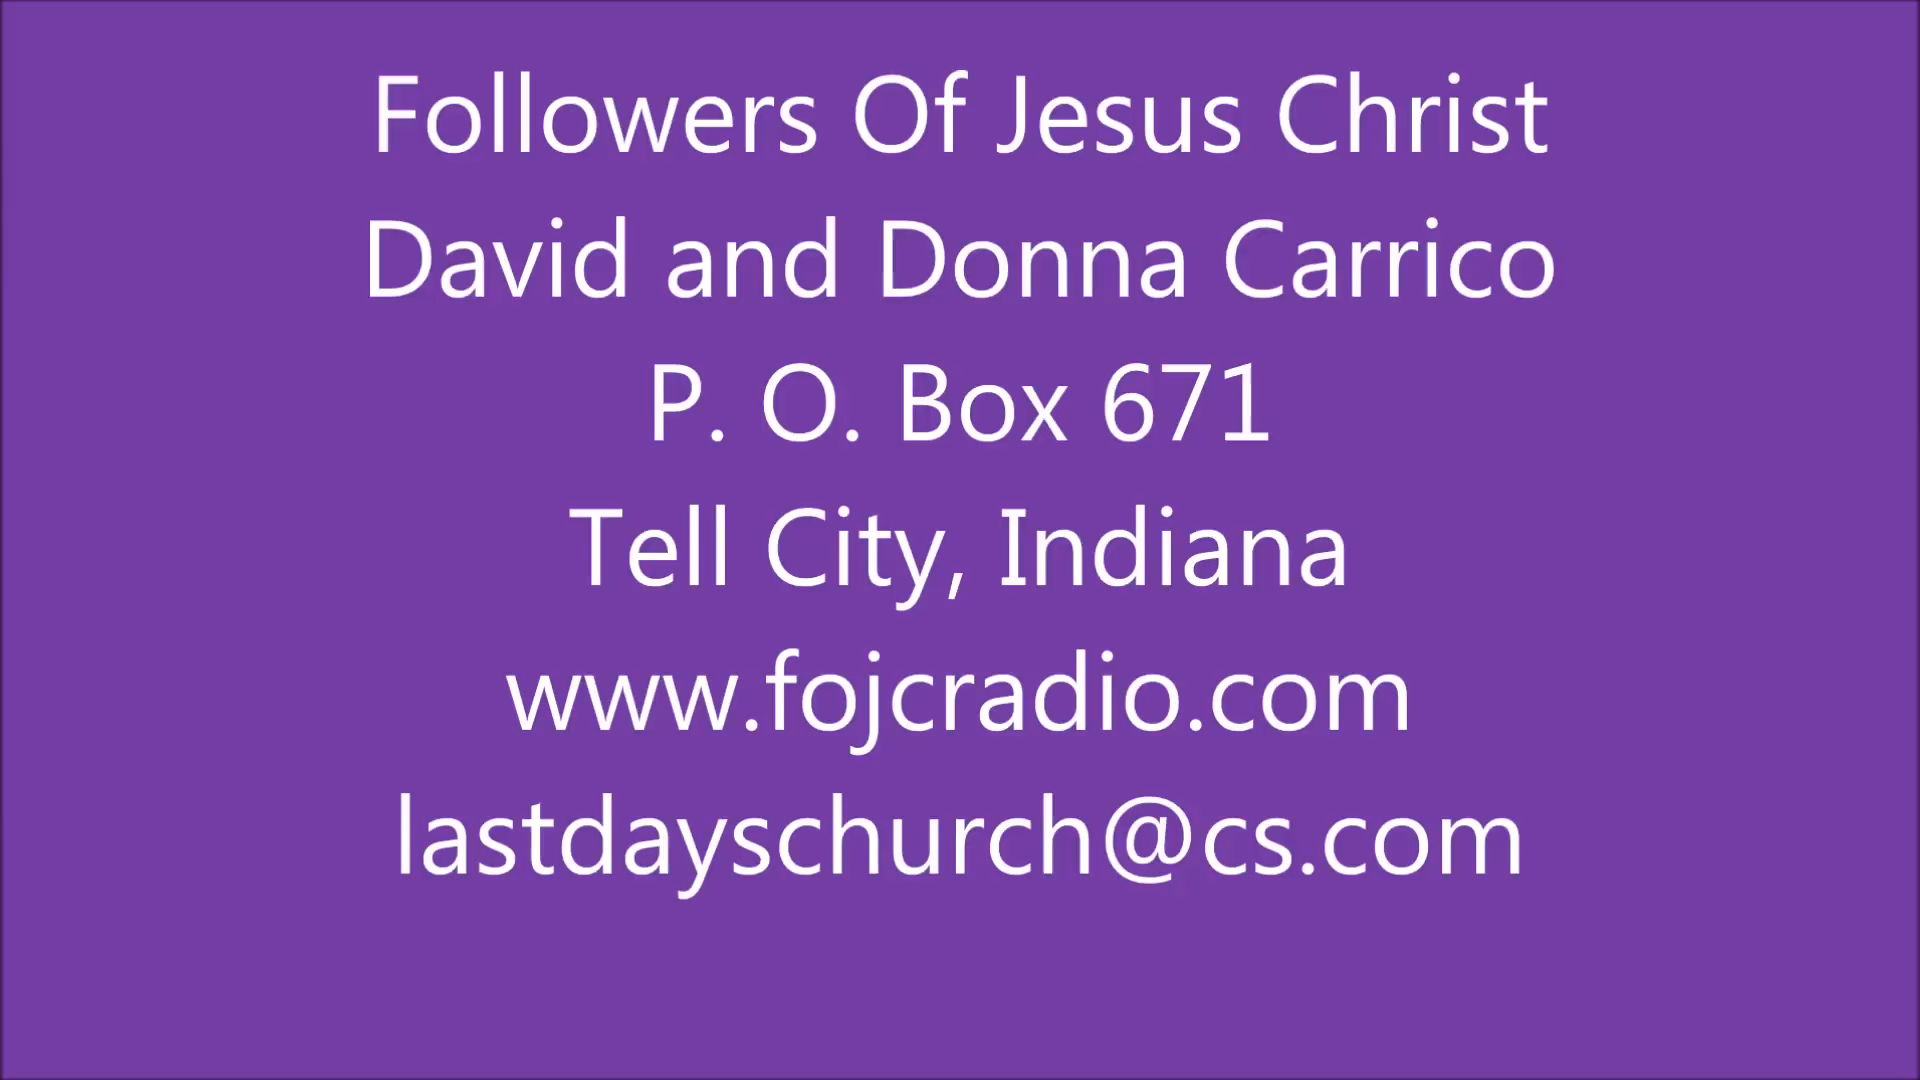 Followers Of Jesus Christ
David and Donna Carrico
P. O. Box 671
Tell City, Indiana
www.fojcradio.com
lastdayschurch@cs.com